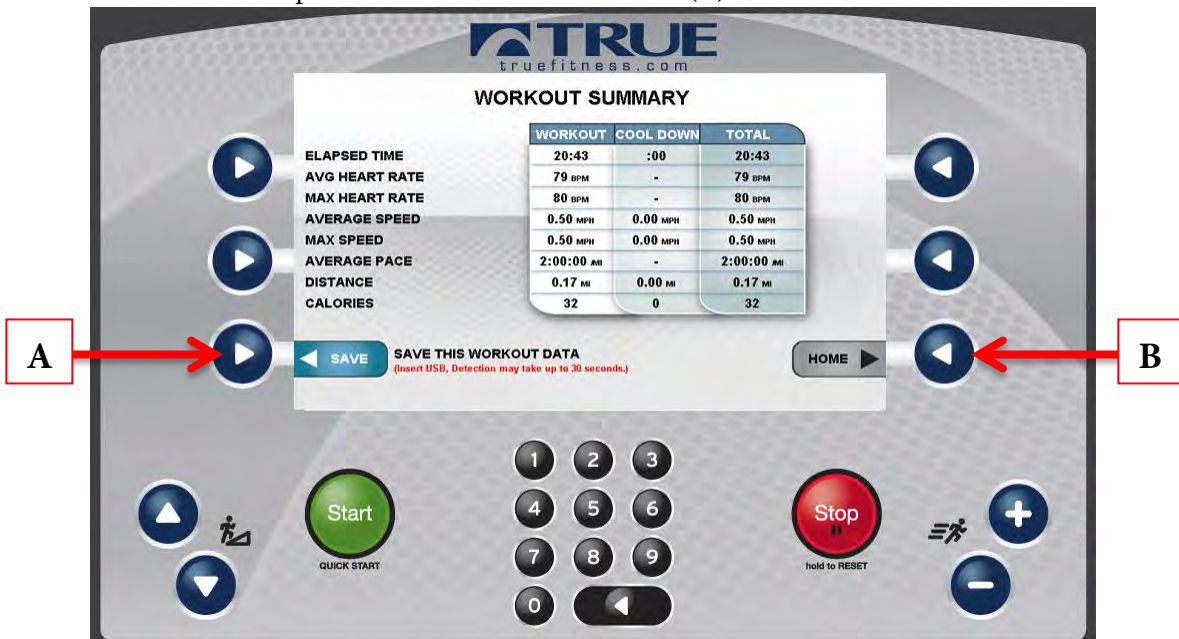 TRUE
truefitness.com
WORKOUT SUMMARY
WORKOUT COOL DOWN TOTAL
ELAPSED TIME 20:43 :00 20:43
AVG HEART RATE 79 BPM - 79 BPM
MAX HEART RATE 80 BPM - 80 BPM
AVERAGE SPEED 0.50 MPH 0.00 MPH 0.50 MPH
MAX SPEED 0.50 MPH 0.00 MPH 0.50 MPH
AVERAGE PACE 2:00:00 /MI - 2:00:00 /MI
DISTANCE 0.17 MI 0.00 MI 0.17 MI
CALORIES 32 0 32
A SAVE SAVE THIS WORKOUT DATA HOME B
(Insert USB, Detection may take up to 30 seconds.)
1 2 3
Start 4 5 6 Stop
QUICK START 7 8 9 hold to RESET
0